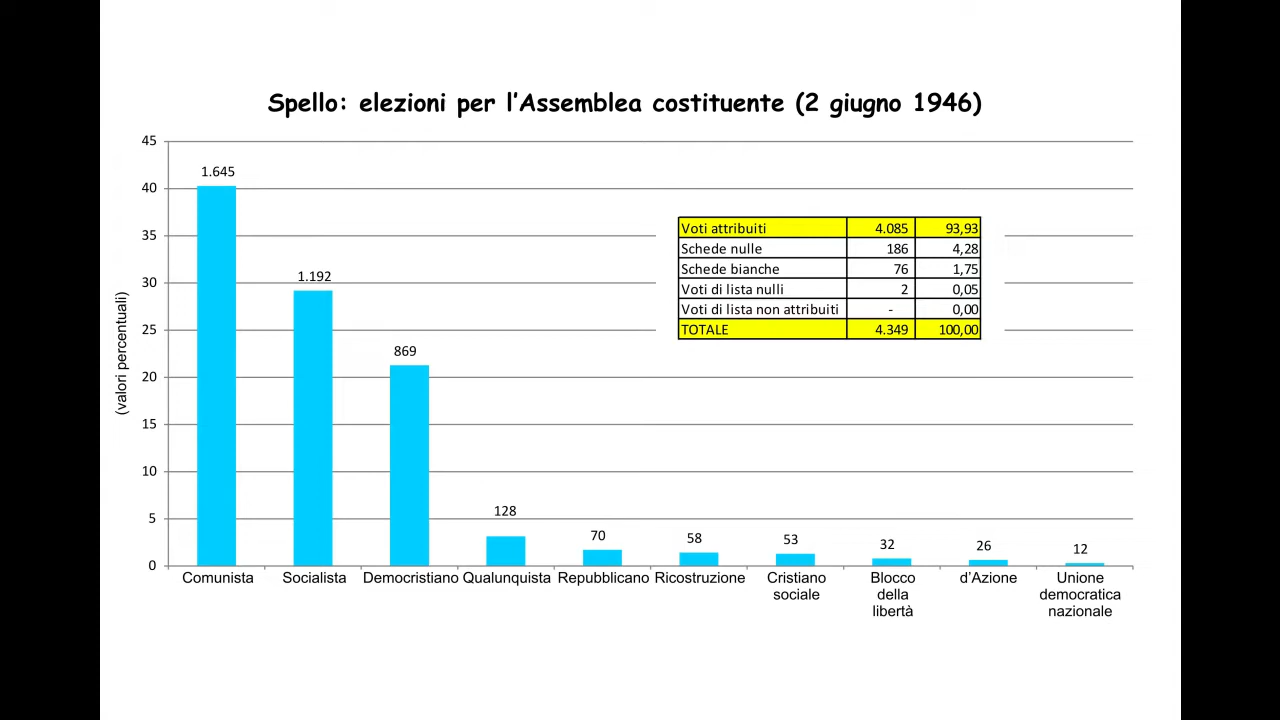 Spello: elezioni per l'Assemblea costituente (2 giugno 1946)
(valori percentuali)
45
40
35
30
25
20
15
10
5
0
1.645
1.192
869
128
70
58
53
32
26
12
Voti attribuiti 4.085 93,93
Schede nulle 186 4,28
Schede bianche 76 1,75
Voti di lista nulli 2 0,05
Voti di lista non attribuiti - 0,00
TOTALE 4.349 100,00
Comunista
Socialista
Democristiano
Qualunquista
Repubblicano
Ricostruzione
Cristiano
sociale
Blocco
della
libertà
d'Azione
Unione
democratica
nazionale